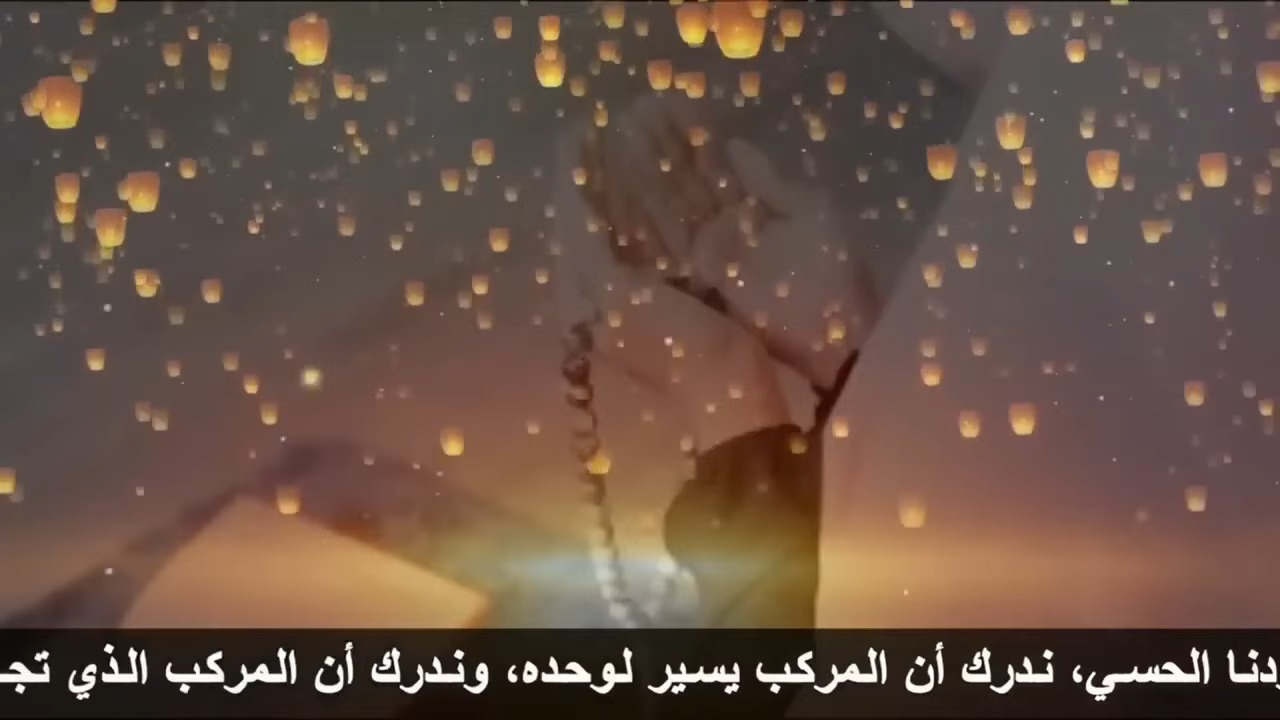 الحسي، ندرك أن المركب يسير لوحده، وندرك أن المركب الذي